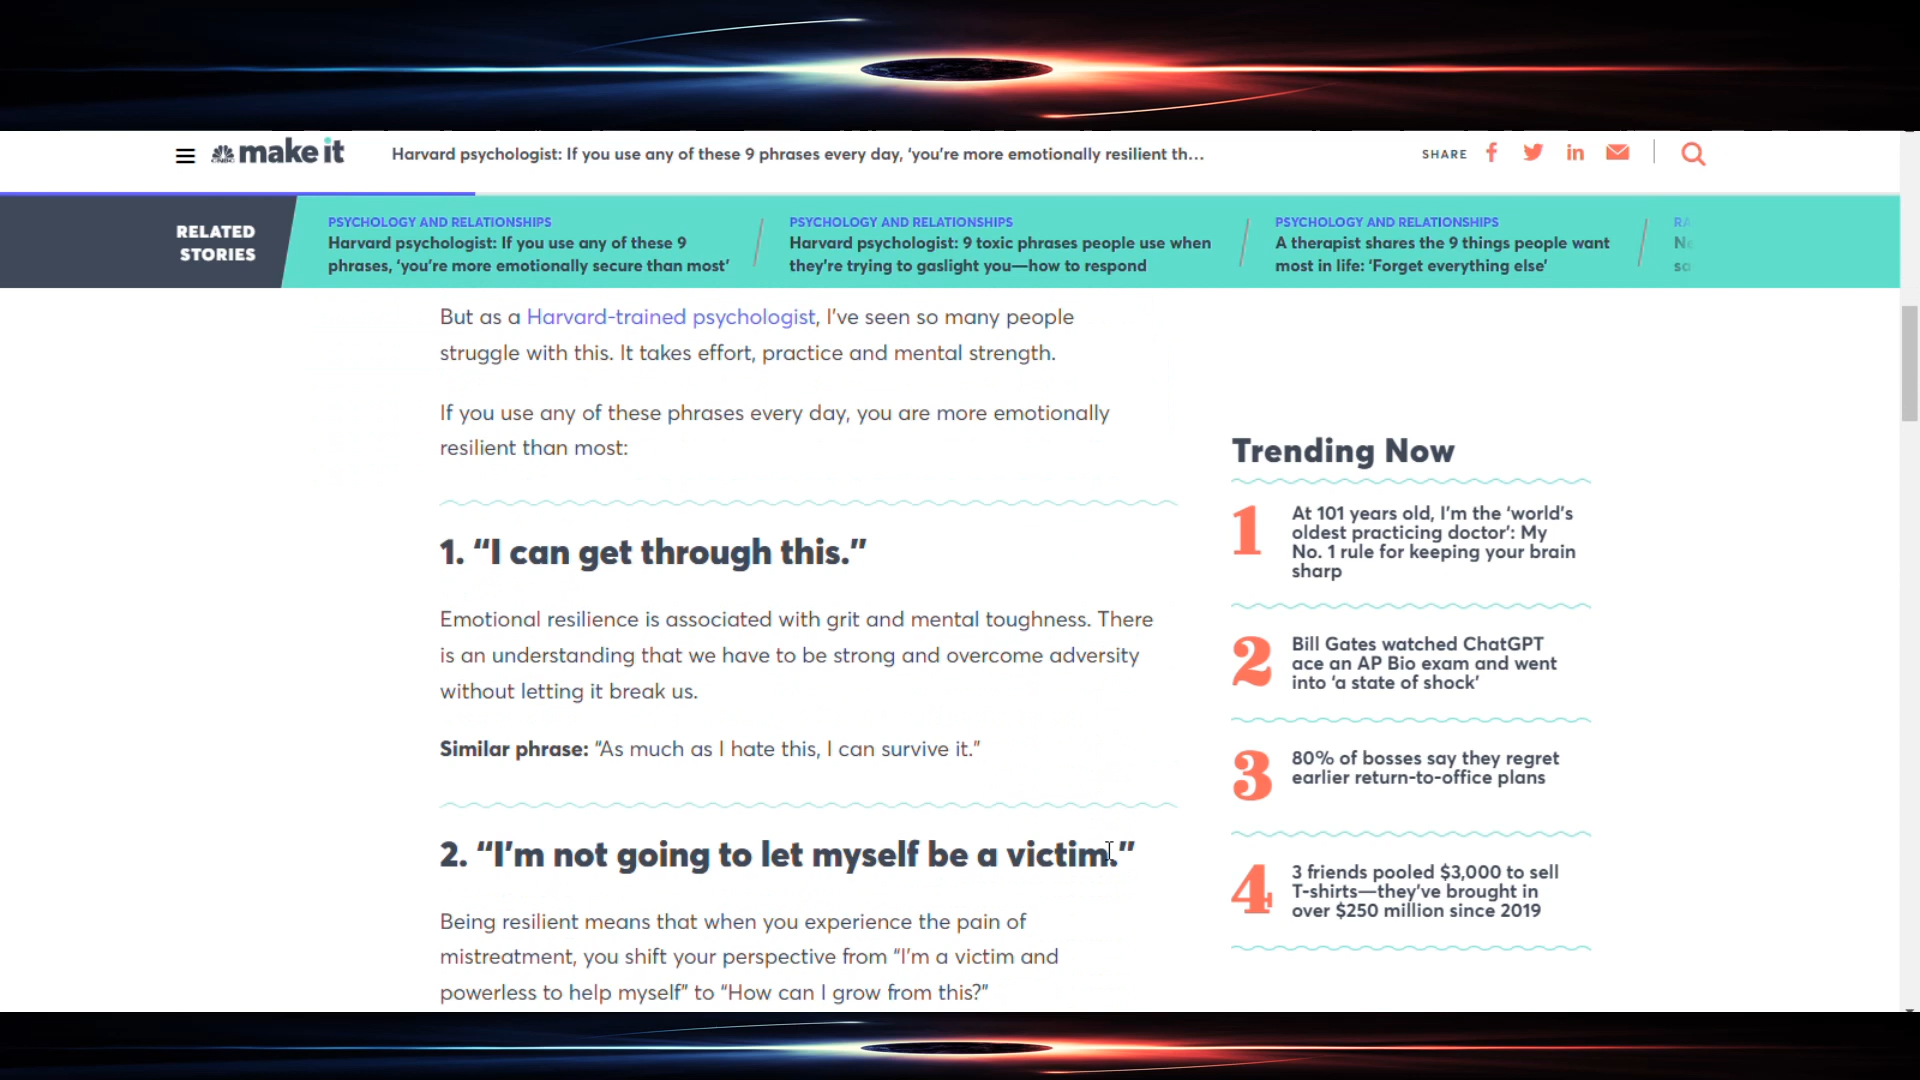 CNBC make it
Harvard psychologist: If you use any of these 9 phrases every day, ‘you’re more emotionally resilient th…
SHARE
RELATED
STORIES
PSYCHOLOGY AND RELATIONSHIPS
Harvard psychologist: If you use any of these 9
phrases, ‘you’re more emotionally secure than most’
PSYCHOLOGY AND RELATIONSHIPS
Harvard psychologist: 9 toxic phrases people use when
they’re trying to gaslight you—how to respond
PSYCHOLOGY AND RELATIONSHIPS
A therapist shares the 9 things people want
most in life: ‘Forget everything else’
But as a Harvard-trained psychologist, I’ve seen so many people
struggle with this. It takes effort, practice and mental strength.
If you use any of these phrases every day, you are more emotionally
resilient than most:
1. “I can get through this.”
Emotional resilience is associated with grit and mental toughness. There
is an understanding that we have to be strong and overcome adversity
without letting it break us.
Similar phrase: “As much as I hate this, I can survive it.”
2. “I’m not going to let myself be a victim.”
Being resilient means that when you experience the pain of
mistreatment, you shift your perspective from “I’m a victim and
powerless to help myself” to “How can I grow from this?”
Trending Now
1 At 101 years old, I’m the ‘world’s
oldest practicing doctor’: My
No. 1 rule for keeping your brain
sharp
2 Bill Gates watched ChatGPT
ace an AP Bio exam and went
into ‘a state of shock’
3 80% of bosses say they regret
earlier return-to-office plans
4 3 friends pooled $3,000 to sell
T-shirts—they’ve brought in
over $250 million since 2019